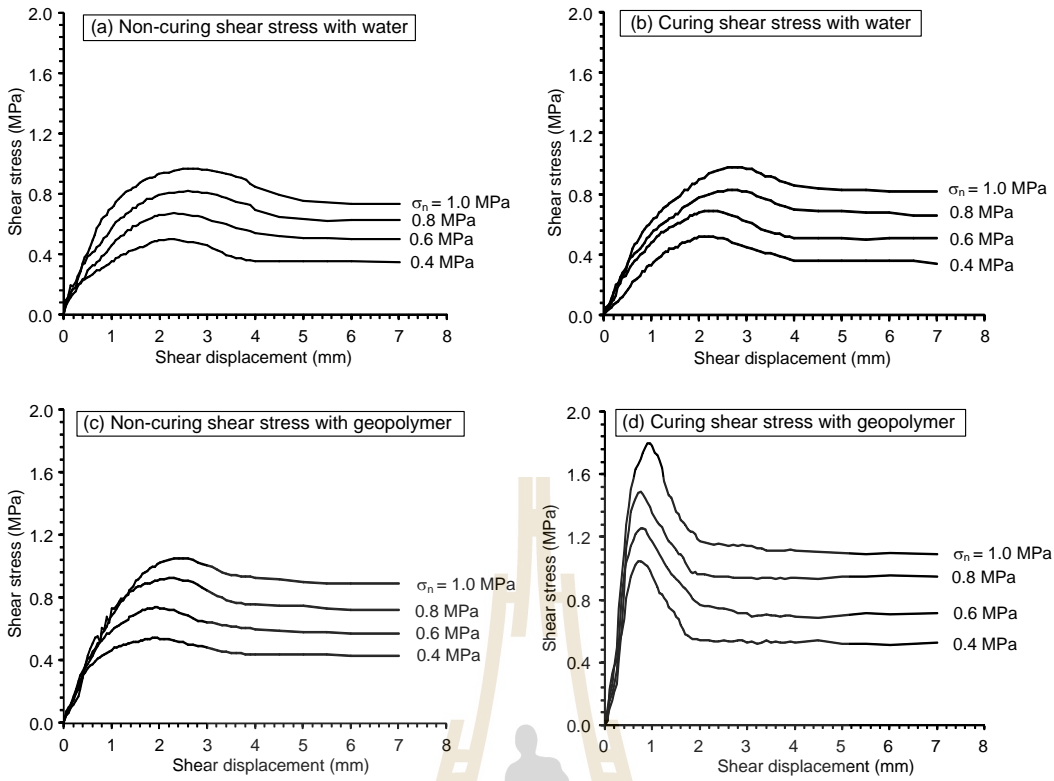 (a) Non-curing shear stress with water
2.0
1.6
1.2
0.8
0.4
0.0
Shear stress (MPa)
σn = 1.0 MPa
0.8 MPa
0.6 MPa
0.4 MPa
0 1 2 3 4 5 6 7 8
Shear displacement (mm)
(b) Curing shear stress with water
2.0
1.6
1.2
0.8
0.4
0.0
Shear stress (MPa)
σn = 1.0 MPa
0.8 MPa
0.6 MPa
0.4 MPa
0 1 2 3 4 5 6 7 8
Shear displacement (mm)
(c) Non-curing shear stress with geopolymer
2.0
1.6
1.2
0.8
0.4
0.0
Shear stress (MPa)
σn = 1.0 MPa
0.8 MPa
0.6 MPa
0.4 MPa
0 1 2 3 4 5 6 7 8
Shear displacement (mm)
(d) Curing shear stress with geopolymer
2.0
1.6
1.2
0.8
0.4
0.0
Shear stress (MPa)
σn = 1.0 MPa
0.8 MPa
0.6 MPa
0.4 MPa
0 1 2 3 4 5 6 7 8
Shear displacement (mm)